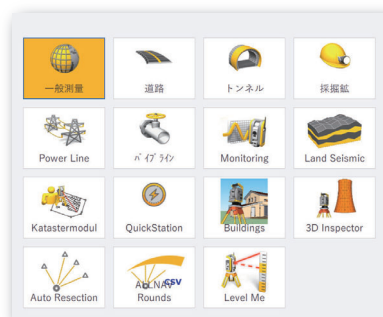 一般測量
道路
トンネル
採掘鉱
Power Line
パイプ ライン
Monitoring
Land Seismic
Katastermodul
QuickStation
Buildings
3D Inspector
Auto Resection
CSV
Rounds
Level Me